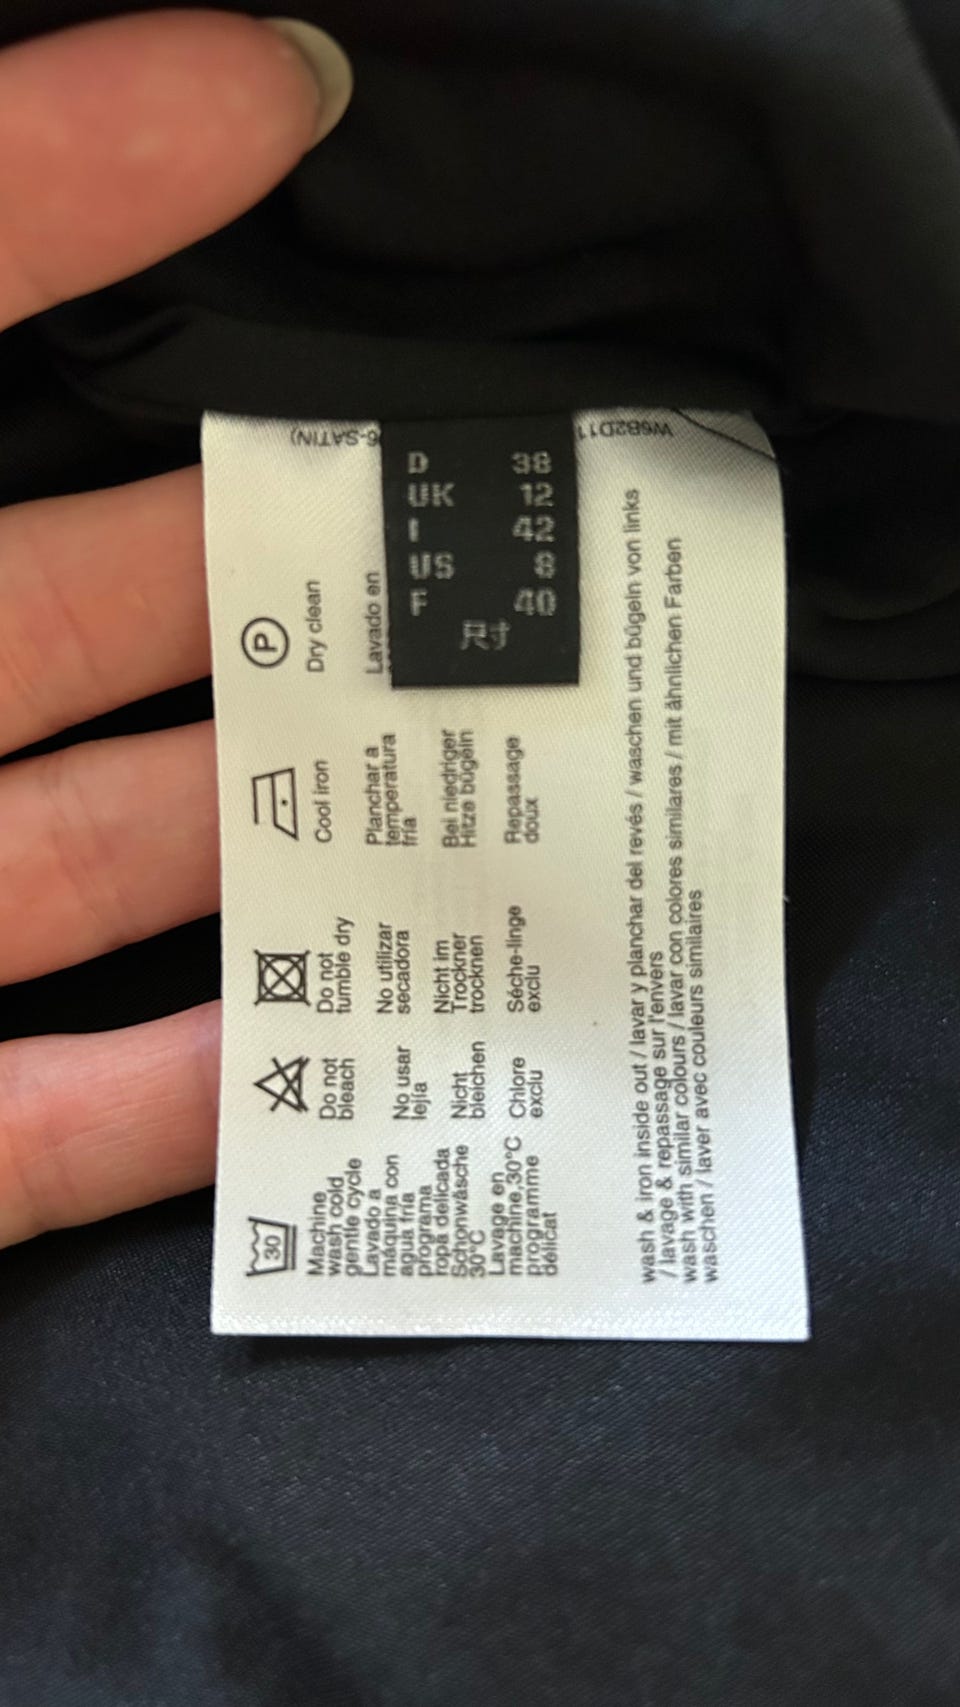 30
Machine
wash cold
gentle cycle
Lavado a
máquina con
agua fría
programa
ropa delicada
Schonwäsche
30°C
Lavage en
machine,30°C
programme
délicat
Do not
bleach
No usar
lejía
Nicht
bleichen
Chlore
exclu
Do not
tumble dry
No utilizar
secadora
Nicht im
Trockner
trocknen
Séche-linge
exclu
Cool iron
Planchar a
temperatura
fría
Bei niedriger
Hitze bügeln
Repassage
doux
P
Dry clean
Lavado en
wash & iron inside out / lavar y planchar del revés / waschen und bügeln von links
/ lavage & repassage sur l'envers
wash with similar colours / lavar con colores similares / mit ähnlichen Farben
waschen / laver avec couleurs similaires
D 38
UK 12
I 42
US 8
F 40
尺寸
6-SATIN)
W6B2D11